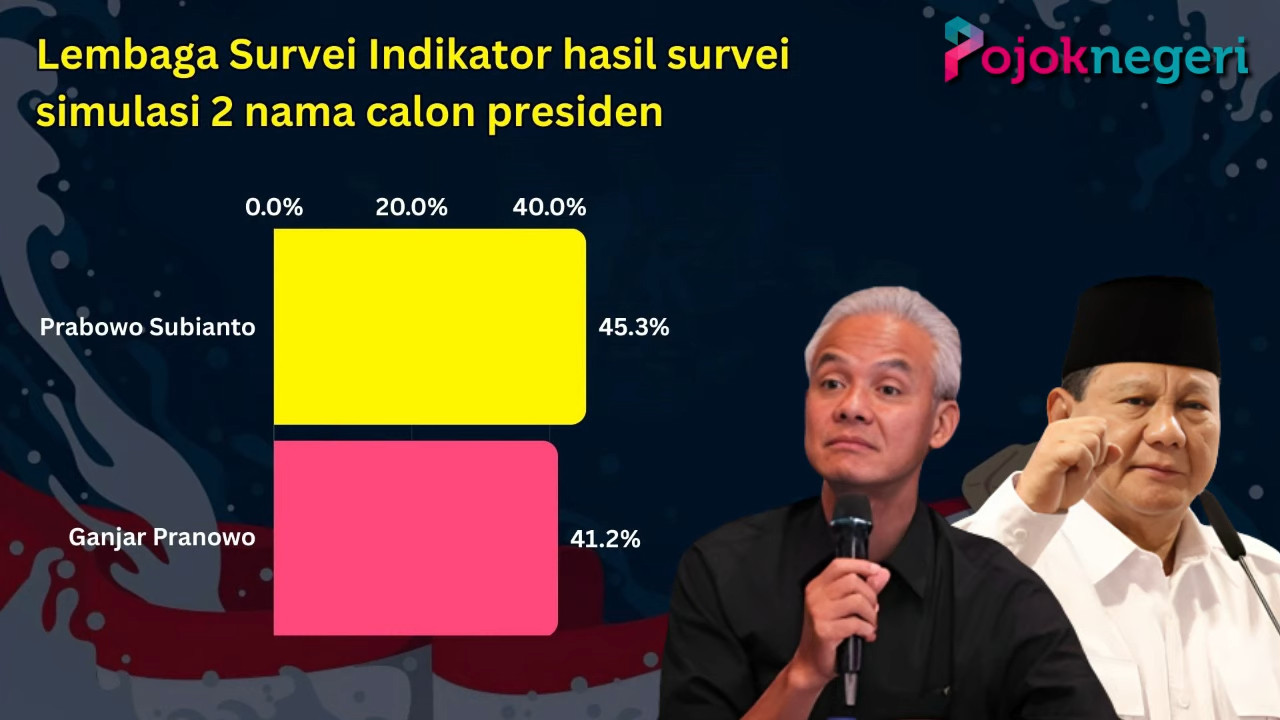 Lembaga Survei Indikator hasil survei
simulasi 2 nama calon presiden
Pojoknegeri
0.0% 20.0% 40.0%
Prabowo Subianto 45.3%
Ganjar Pranowo 41.2%